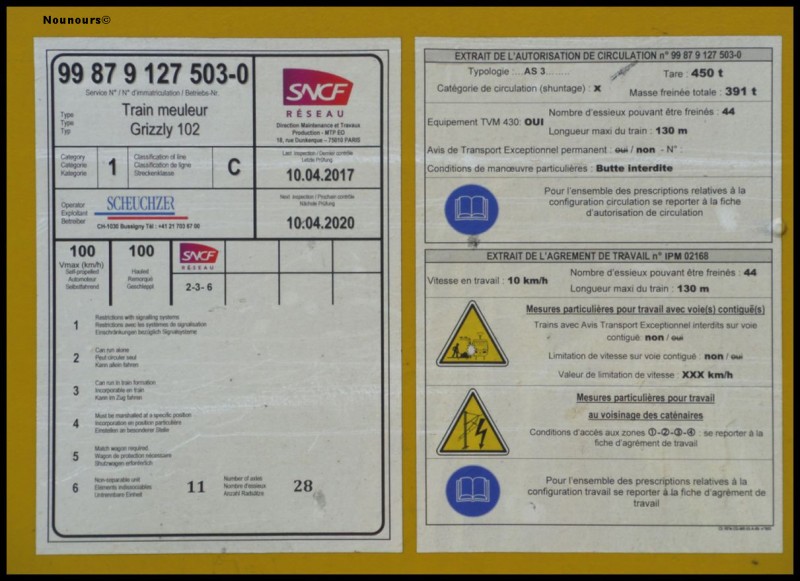 Nounours©
99 87 9 127 503-0
Service N° / N° d'immatriculation / Betriebs-Nr.
Type
Type
Typ
Train meuleur
Grizzly 102
SNCF
RÉSEAU
Direction Maintenance et Travaux
Production - MTP EO
18, rue Dunkerque - 75010 PARIS
Category
Catégorie
Kategorie
1
Classification of line
Classification de ligne
Streckenklasse
C
Last inspection / Dernier contrôle
Letzte Prüfung
10.04.2017
Operator
Exploitant
Betreiber
SCHEUCHZER
CH-1030 Bussigny Tél : +41 21 703 67 00
Next inspection / Prochain contrôle
Nächste Prüfung
10.04.2020
100
Vmax (km/h)
Self-propelled
Automoteur
Selbstfahrend
100
Hauled
Remorqué
Geschleppt
SNCF
RÉSEAU
2-3- 6
1
Restrictions with signalling systems
Restrictions avec les systèmes de signalisation
Einschränkungen bezüglich Signalsysteme
2
Can run alone
Peut circuler seul
Kann allein fahren
3
Can run in train formation
Incorporable en train
Kann im Zug fahren
4
Must be marshalled at a specific position
Incorporation en position particulière
Einstellen an besonderer Stelle
5
Match wagon required
Wagon de protection nécessaire
Schutzwagen erforderlich
6
Non-separable unit
Eléments indissociables
Untrennbare Einheit
11
Number of axles
Nombre d'essieux
Anzahl Radsätze
28
EXTRAIT DE L'AUTORISATION DE CIRCULATION n° 99 87 9 127 503-0
Typologie :...AS 3........
Tare : 450 t
Catégorie de circulation (shuntage) : X
Masse freinée totale : 391 t
Equipement TVM 430: OUI
Nombre d'essieux pouvant être freinés : 44
Longueur maxi du train : 130 m
Avis de Transport Exceptionnel permanent : oui / non - N° :
Conditions de manœuvre particulières : Butte interdite
Pour l'ensemble des prescriptions relatives à la
configuration circulation se reporter à la fiche
d'autorisation de circulation
EXTRAIT DE L'AGREMENT DE TRAVAIL n° IPM 02168
Vitesse en travail : 10 km/h
Nombre d'essieux pouvant être freinés : 44
Longueur maxi du train : 130 m
Mesures particulières pour travail avec voie(s) contiguë(s)
Trains avec Avis Transport Exceptionnel interdits sur voie
contiguë: non / oui
Limitation de vitesse sur voie contiguë : non / oui
Valeur de limitation de vitesse : XXX km/h
Mesures particulières pour travail
au voisinage des caténaires
Conditions d'accès aux zones ①-②-③-④ : se reporter à la
fiche d'agrément de travail
Pour l'ensemble des prescriptions relatives à la
configuration travail se reporter à la fiche d'agrément de
travail